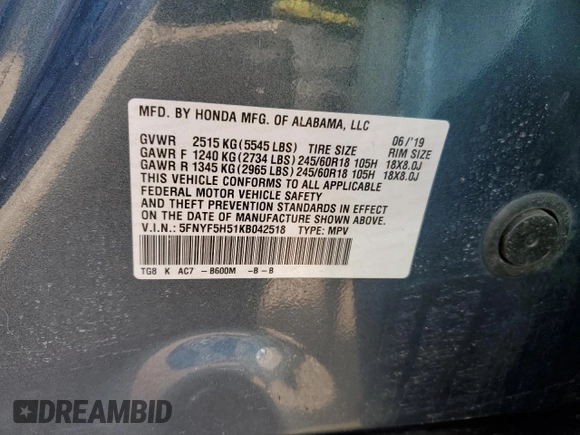 MFD. BY HONDA MFG. OF ALABAMA, LLC
GVWR 2515 KG (5545 LBS) TIRE SIZE 06/'19 RIM SIZE
GAWR F 1240 KG (2734 LBS) 245/60R18 105H 18X8.0J
GAWR R 1345 KG (2965 LBS) 245/60R18 105H 18X8.0J
THIS VEHICLE CONFORMS TO ALL APPLICABLE
FEDERAL MOTOR VEHICLE SAFETY
AND THEFT PREVENTION STANDARDS IN EFFECT
ON THE DATE OF MANUFACTURE SHOWN ABOVE.
V.I.N.: 5FNYF5H51KB042518 TYPE: MPV
TG8 K AC7 -B600M -B-B
DREAMBID